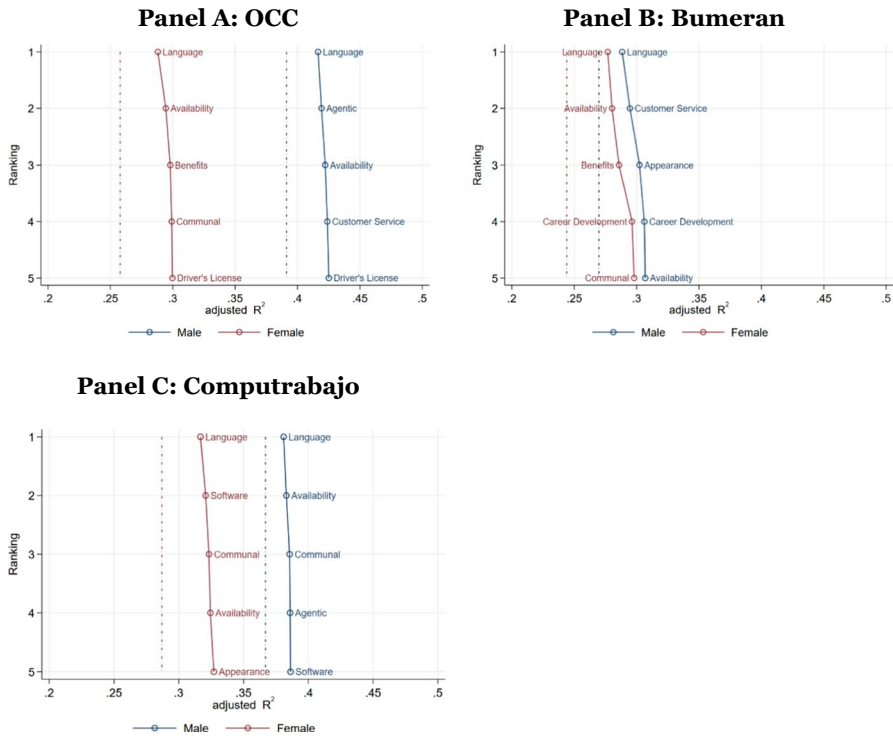 Panel A: OCC
1
Language
Language
2
Availability
Agentic
Ranking
3
Benefits
Availability
4
Communal
Customer Service
5
Driver's License
Driver's License
.2 .25 .3 .35 .4 .45 .5
adjusted R²
Male Female
Panel B: Bumeran
1
Language
Language
2
Availability
Customer Service
Ranking
3
Benefits
Appearance
4
Career Development
Career Development
5
Communal
Availability
.2 .25 .3 .35 .4 .45 .5
adjusted R²
Male Female
Panel C: Computrabajo
1
Language
Language
2
Software
Availability
Ranking
3
Communal
Communal
4
Availability
Agentic
5
Appearance
Software
.2 .25 .3 .35 .4 .45 .5
adjusted R²
Male Female